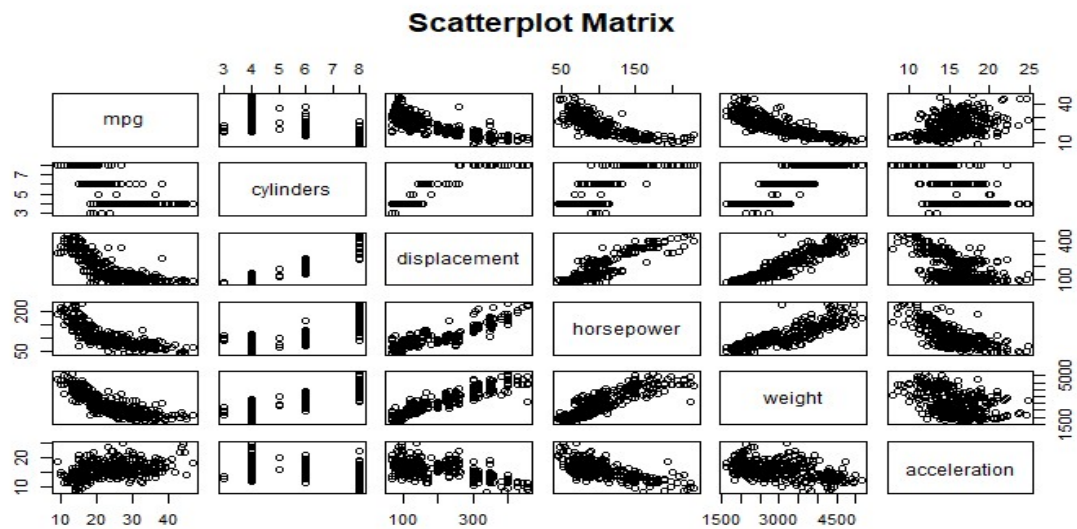 Scatterplot Matrix
3 4 5 6 7 8
50 150
10 15 20 25
mpg
10 40
3 5 7
cylinders
displacement
100 400
50 200
horsepower
weight
1500 5000
10 20
acceleration
10 20 30 40
100 300
1500 3000 4500